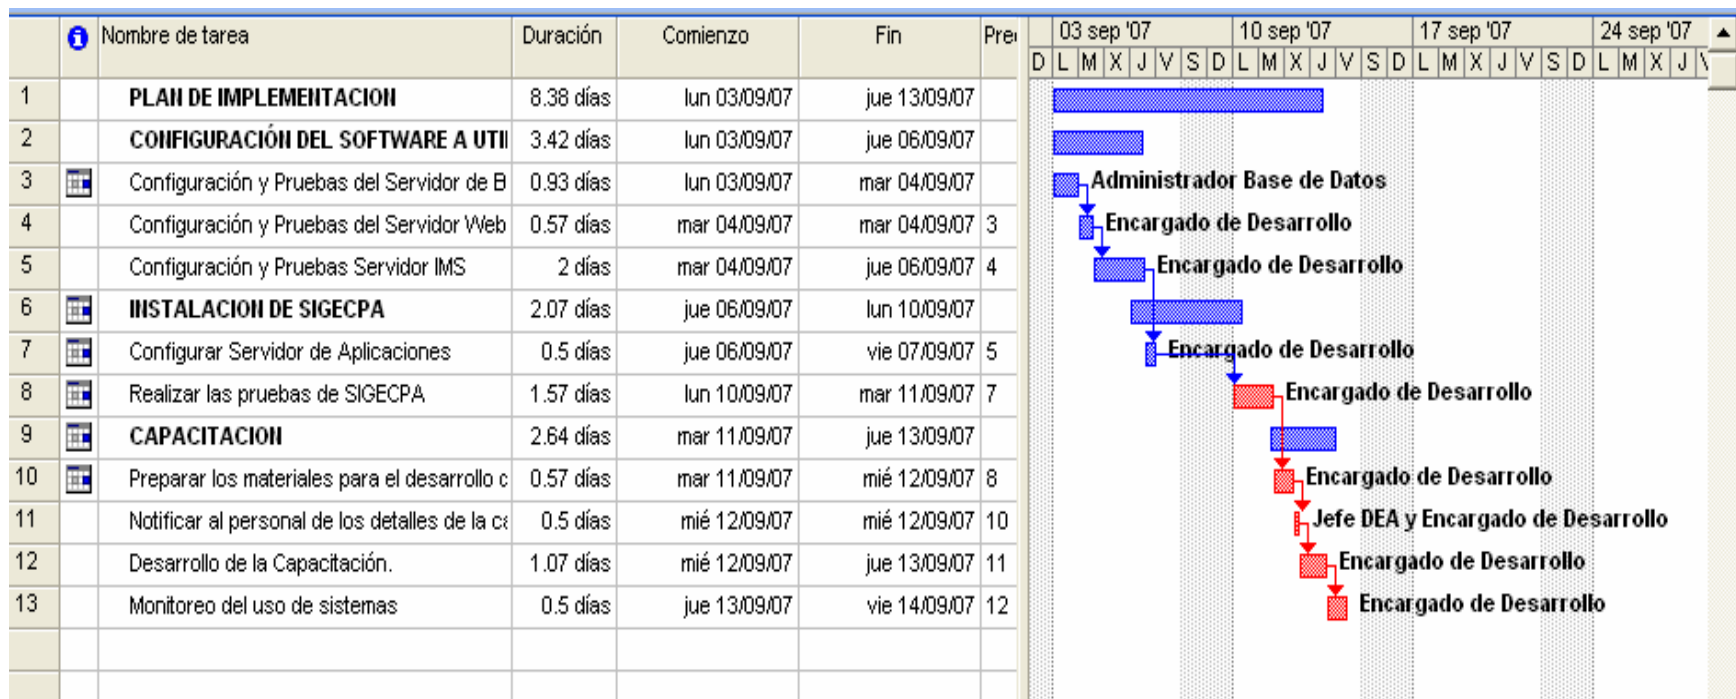 Nombre de tarea Duración Comienzo Fin 03 sep '07 10 sep '07 17 sep '07 24 sep '07
D L M X J V S D L M X J V S D L M X J V S D L M X J
1 PLAN DE IMPLEMENTACION 8.38 días lun 03/09/07 jue 13/09/07
2 CONFIGURACIÓN DEL SOFTWARE A 3.42 días lun 03/09/07 jue 06/09/07
3 Configuración y Pruebas del Servidor de 0.93 días lun 03/09/07 mar 04/09/07 Administrador Base de Datos
4 Configuración y Pruebas del Servidor Web 0.57 días mar 04/09/07 mar 04/09/07 3 Encargado de Desarrollo
5 Configuración y Pruebas Servidor IMS 2 días mar 04/09/07 jue 06/09/07 4 Encargado de Desarrollo
6 INSTALACION DE SIGECPA 2.07 días jue 06/09/07 lun 10/09/07
7 Configurar Servidor de Aplicaciones 0.5 días jue 06/09/07 vie 07/09/07 5 Encargado de Desarrollo
8 Realizar las pruebas de SIGECPA 1.57 días lun 10/09/07 mar 11/09/07 7 Encargado de Desarrollo
9 CAPACITACION 2.64 días mar 11/09/07 jue 13/09/07
10 Preparar los materiales para el desarrollo 0.57 días mar 11/09/07 mié 12/09/07 8 Encargado de Desarrollo
11 Notificar al personal de los detalles de la 0.5 días mié 12/09/07 mié 12/09/07 10 Jefe DEA y Encargado de Desarrollo
12 Desarrollo de la Capacitación. 1.07 días mié 12/09/07 jue 13/09/07 11 Encargado de Desarrollo
13 Monitoreo del uso de sistemas 0.5 días jue 13/09/07 vie 14/09/07 12 Encargado de Desarrollo